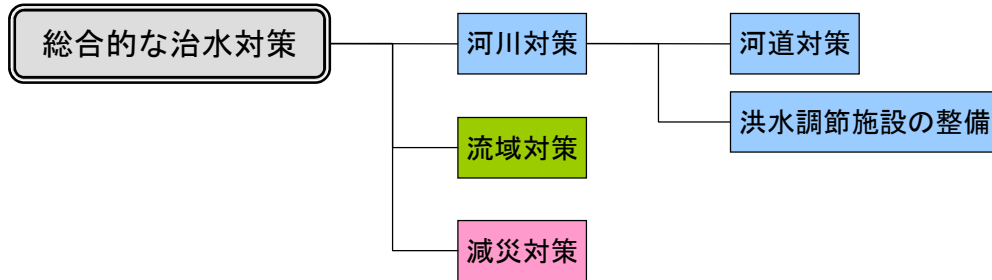 総合的な治水対策
河川対策
河道対策
洪水調節施設の整備
流域対策
減災対策